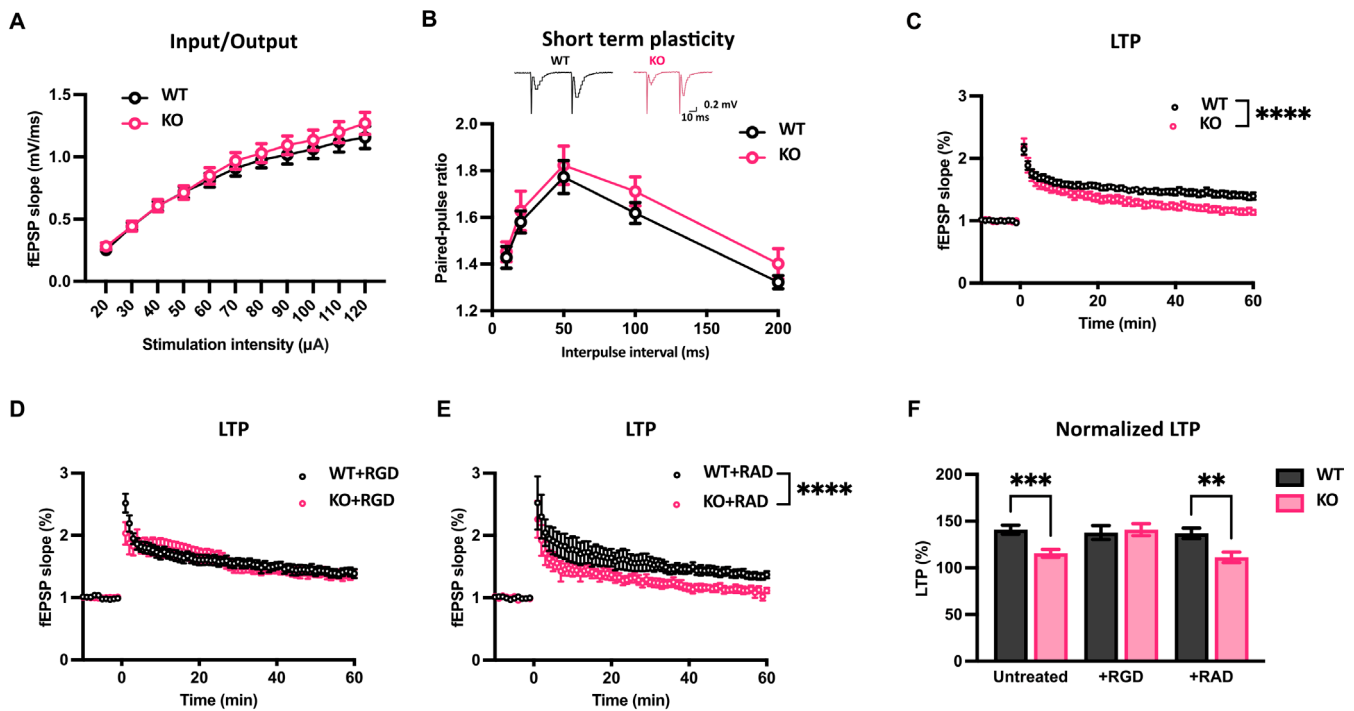 A
Input/Output
fEPSP slope (mV/ms)
1.5
1.0
0.5
0.0
WT
KO
20 30 40 50 60 70 80 90 100 110 120
Stimulation intensity (µA)
B
Short term plasticity
WT KO
0.2 mV
10 ms
Paired-pulse ratio
2.0
1.8
1.6
1.4
1.2
WT
KO
0 50 100 150 200
Interpulse interval (ms)
C
LTP
fEPSP slope (%)
3
2
1
0
WT
KO
****
0 20 40 60
Time (min)
D
LTP
fEPSP slope (%)
3
2
1
0
WT+RGD
KO+RGD
0 20 40 60
Time (min)
E
LTP
fEPSP slope (%)
3
2
1
0
WT+RAD
KO+RAD
****
0 20 40 60
Time (min)
F
Normalized LTP
LTP (%)
200
150
100
50
0
*** **
WT
KO
Untreated +RGD +RAD